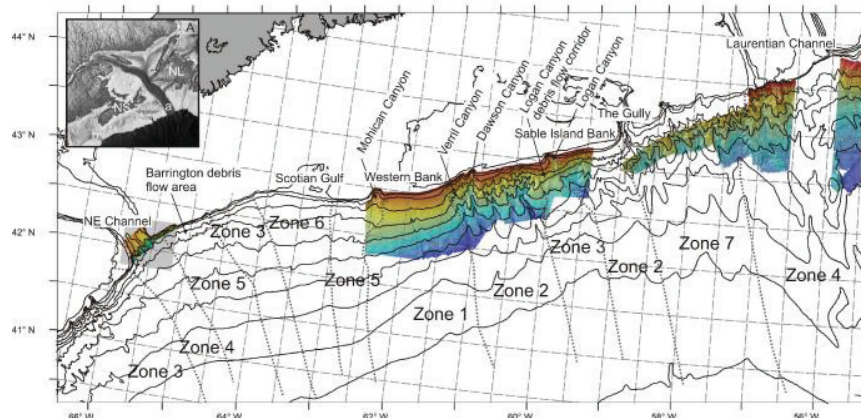 A
NL
NS
a
44° N
43° N
42° N
41° N
Laurentian Channel
Mohican Canyon
Verril Canyon
Dawson Canyon
Logan Canyon
debris flow corridor
Logan Canyon
The Gully
Sable Island Bank
Scotian Gulf
Western Bank
Barrington debris
flow area
NE Channel
Zone 3
Zone 6
Zone 3
Zone 7
Zone 5
Zone 5
Zone 2
Zone 2
Zone 4
Zone 1
Zone 4
Zone 3
66° W
64° W
62° W
60° W
58° W
56° W